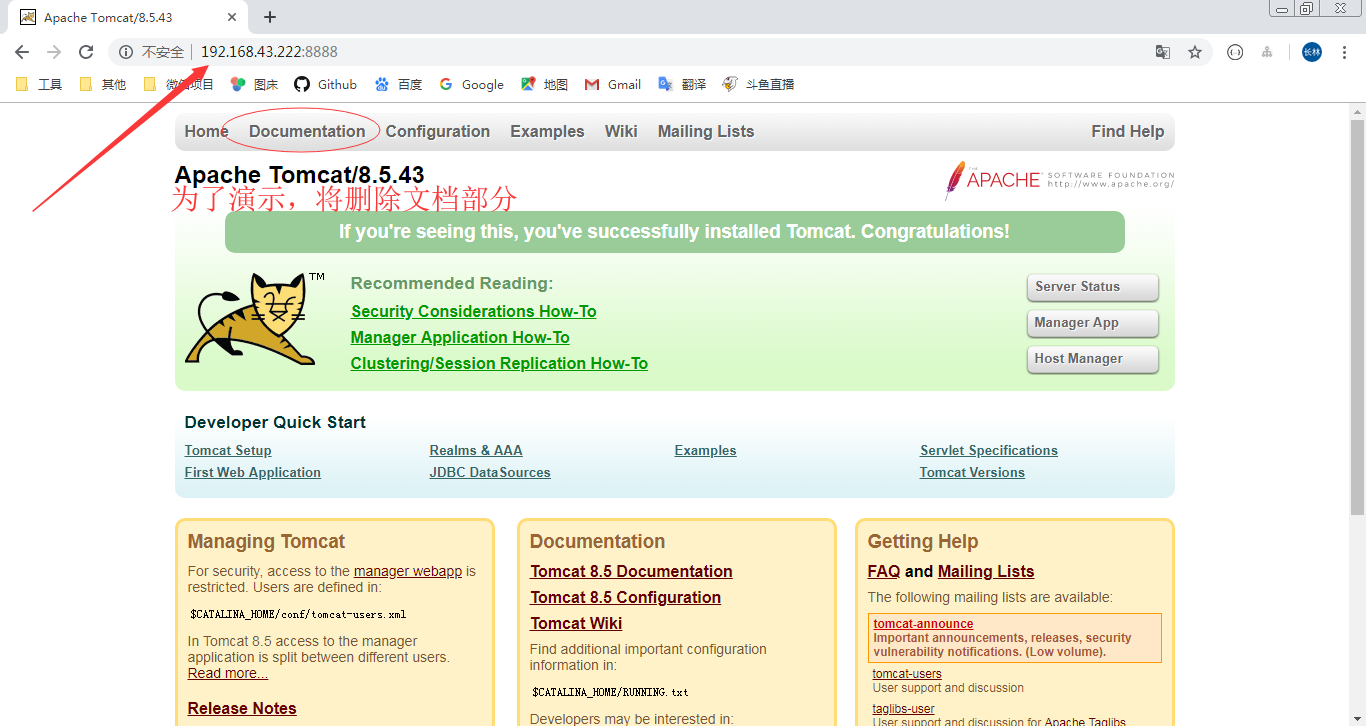 Apache Tomcat/8.5.43
不安全 192.168.43.222:8888
长林
工具 其他 微信项目 图床 Github 百度 Google 地图 Gmail 翻译 斗鱼直播
Home Documentation Configuration Examples Wiki Mailing Lists Find Help
Apache Tomcat/8.5.43
THE APACHE SOFTWARE FOUNDATION
http://www.apache.org/
为了演示，将删除文档部分
If you're seeing this, you've successfully installed Tomcat. Congratulations!
TM
Recommended Reading:
Security Considerations How-To
Manager Application How-To
Clustering/Session Replication How-To
Server Status
Manager App
Host Manager
Developer Quick Start
Tomcat Setup
First Web Application
Realms & AAA
JDBC DataSources
Examples
Servlet Specifications
Tomcat Versions
Managing Tomcat
For security, access to the manager webapp is
restricted. Users are defined in:
$CATALINA_HOME/conf/tomcat-users.xml
In Tomcat 8.5 access to the manager
application is split between different users.
Read more...
Release Notes
Documentation
Tomcat 8.5 Documentation
Tomcat 8.5 Configuration
Tomcat Wiki
Find additional important configuration
information in:
$CATALINA_HOME/RUNNING.txt
Developers may be interested in:
Getting Help
FAQ and Mailing Lists
The following mailing lists are available:
tomcat-announce
Important announcements, releases, security
vulnerability notifications. (Low volume).
tomcat-users
User support and discussion
taglibs-user
User support and discussion for Apache Taglibs